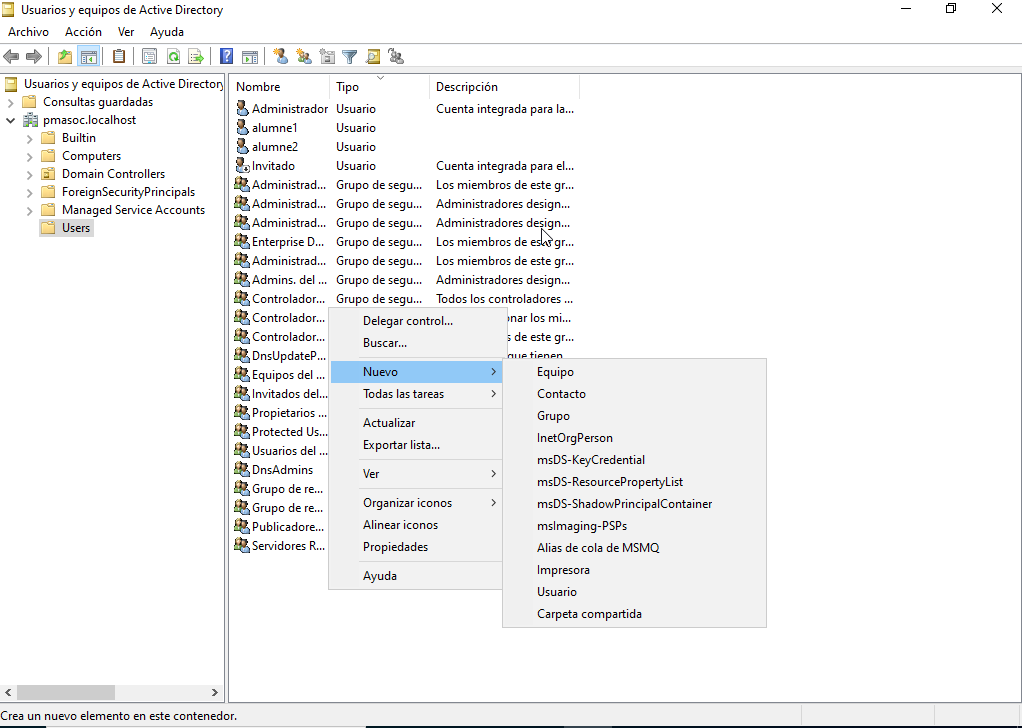 Usuarios y equipos de Active Directory
Archivo Acción Ver Ayuda
Usuarios y equipos de Active Directory
Consultas guardadas
pmasoc.localhost
Builtin
Computers
Domain Controllers
ForeignSecurityPrincipals
Managed Service Accounts
Users
Nombre Tipo Descripción
Administrador Usuario Cuenta integrada para la...
alumne1 Usuario
alumne2 Usuario
Invitado Usuario Cuenta integrada para el...
Administrad... Grupo de segu... Los miembros de este gr...
Administrad... Grupo de segu... Administradores design...
Administrad... Grupo de segu... Administradores design...
Enterprise D... Grupo de segu... Los miembros de este gr...
Administrad... Grupo de segu... Los miembros de este gr...
Admins. del ... Grupo de segu... Administradores design...
Controlador... Grupo de segu... Todos los controladores ...
Controlador... onar los mi...
Controlador... s de este gr...
DnsUpdateP... que tienen
Equipos del ...
Invitados del...
Propietarios ...
Protected Us...
Usuarios del ...
DnsAdmins
Grupo de re...
Grupo de re...
Publicadore...
Servidores R...
Delegar control...
Buscar...
Nuevo
Todas las tareas
Actualizar
Exportar lista...
Ver
Organizar iconos
Alinear iconos
Propiedades
Ayuda
Equipo
Contacto
Grupo
InetOrgPerson
msDS-KeyCredential
msDS-ResourcePropertyList
msDS-ShadowPrincipalContainer
msImaging-PSPs
Alias de cola de MSMQ
Impresora
Usuario
Carpeta compartida
Crea un nuevo elemento en este contenedor.